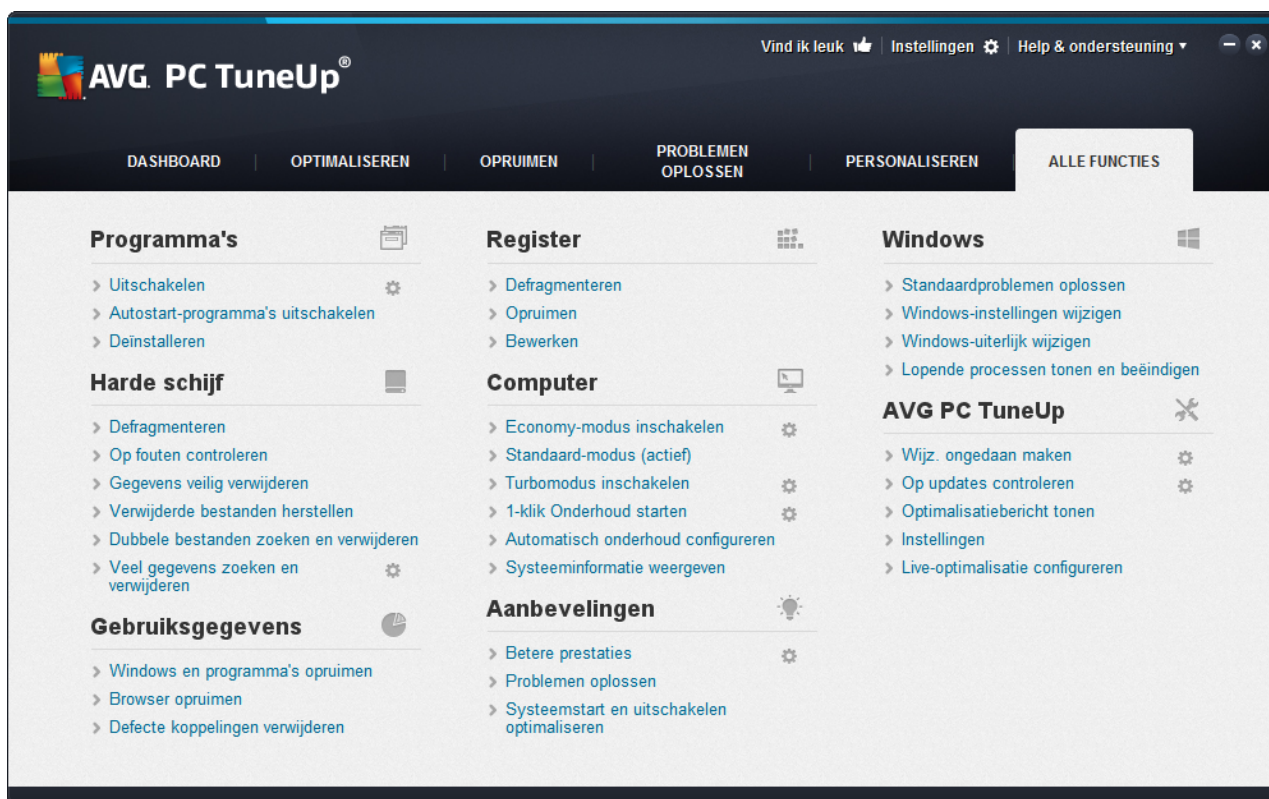 Vind ik leuk | Instellingen | Help & ondersteuning
AVG PC TuneUp®
DASHBOARD
OPTIMALISEREN
OPRUIMEN
PROBLEMEN
OPLOSSEN
PERSONALISEREN
ALLE FUNCTIES
Programma's
Uitschakelen
Autostart-programma's uitschakelen
Deïnstalleren
Harde schijf
Defragmenteren
Op fouten controleren
Gegevens veilig verwijderen
Verwijderde bestanden herstellen
Dubbele bestanden zoeken en verwijderen
Veel gegevens zoeken en
verwijderen
Gebruiksgegevens
Windows en programma's opruimen
Browser opruimen
Defecte koppelingen verwijderen
Register
Defragmenteren
Opruimen
Bewerken
Computer
Economy-modus inschakelen
Standaard-modus (actief)
Turbomodus inschakelen
1-klik Onderhoud starten
Automatisch onderhoud configureren
Systeeminformatie weergeven
Aanbevelingen
Betere prestaties
Problemen oplossen
Systeemstart en uitschakelen
optimaliseren
Windows
Standaardproblemen oplossen
Windows-instellingen wijzigen
Windows-uiterlijk wijzigen
Lopende processen tonen en beëindigen
AVG PC TuneUp
Wijz. ongedaan maken
Op updates controleren
Optimalisatiebericht tonen
Instellingen
Live-optimalisatie configureren